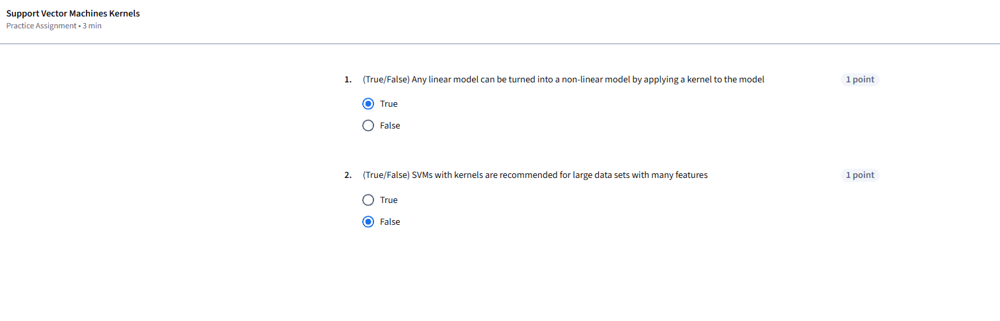 Support Vector Machines Kernels
Practice Assignment • 3 min
1. (True/False) Any linear model can be turned into a non-linear model by applying a kernel to the model 1 point
True
False
2. (True/False) SVMs with kernels are recommended for large data sets with many features 1 point
True
False